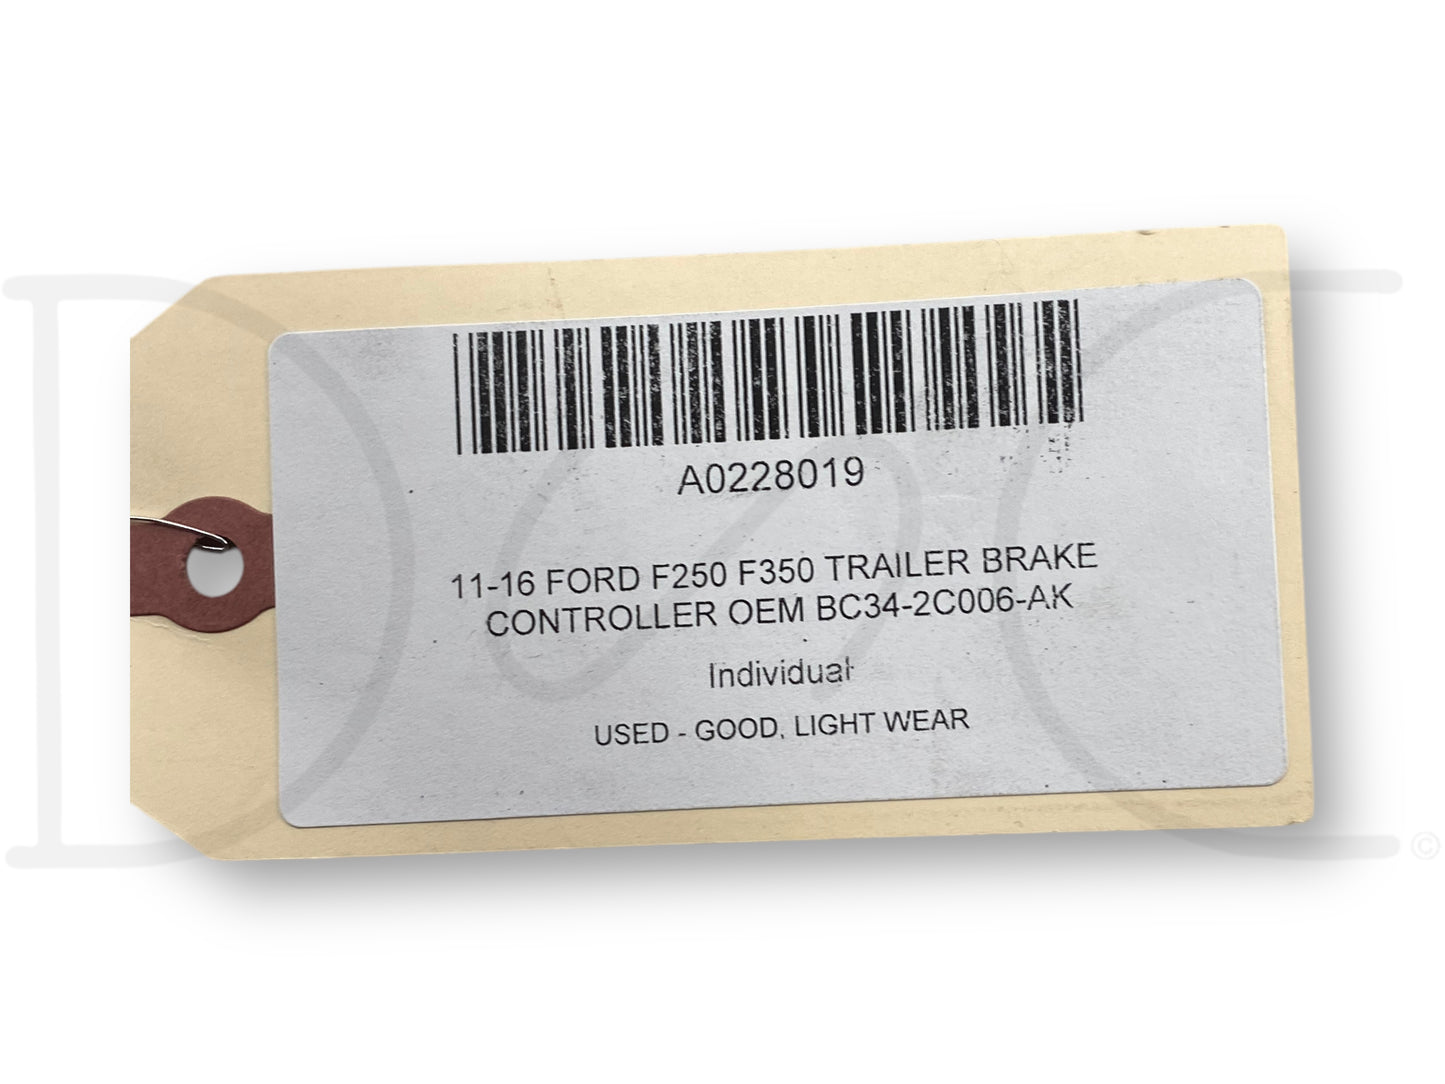 A0228019
11-16 FORD F250 F350 TRAILER BRAKE
CONTROLLER OEM BC34-2C006-AK
Individual
USED - GOOD, LIGHT WEAR
©